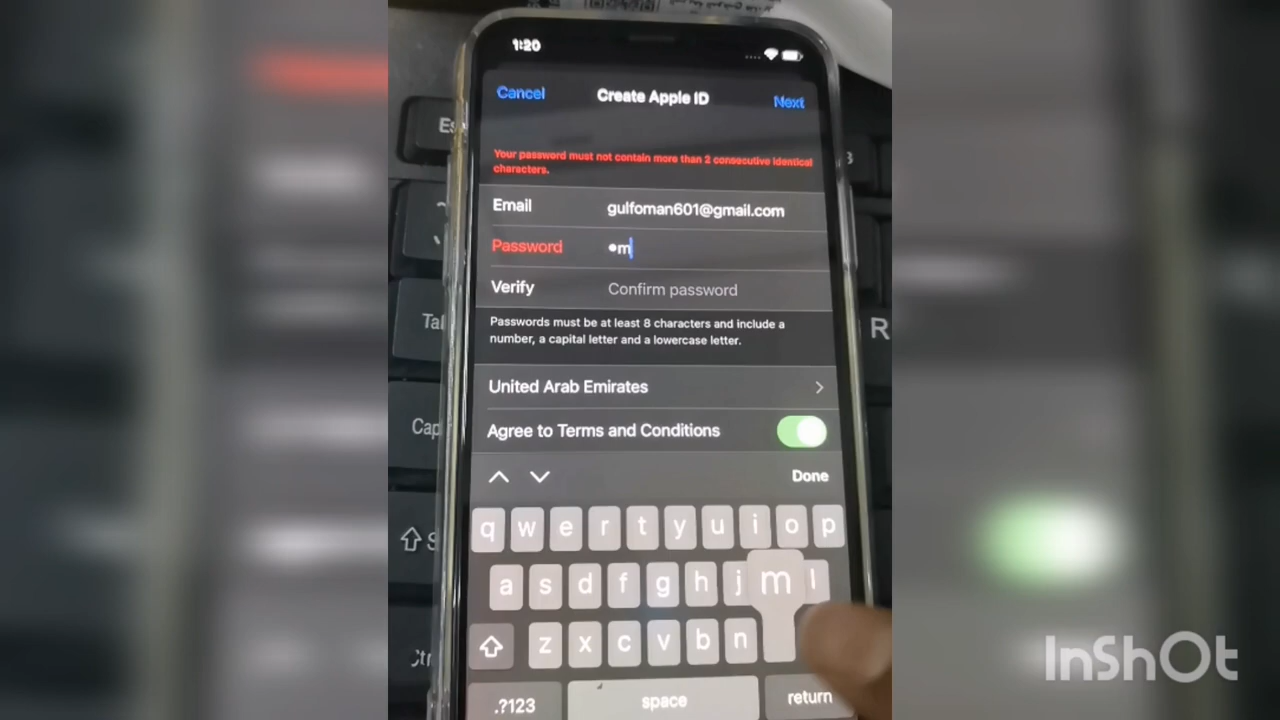 1:20
Cancel
Create Apple ID
Next
Your password must not contain more than 2 consecutive identical
characters.
Email
gulfoman601@gmail.com
Password
•m
Verify
Confirm password
Passwords must be at least 8 characters and include a
number, a capital letter and a lowercase letter.
United Arab Emirates
Agree to Terms and Conditions
Done
q w e r t y u i o p
a s d f g h j m l
z x c v b n
.?123
space
return
Es
Tal
Cap
R
InShOt